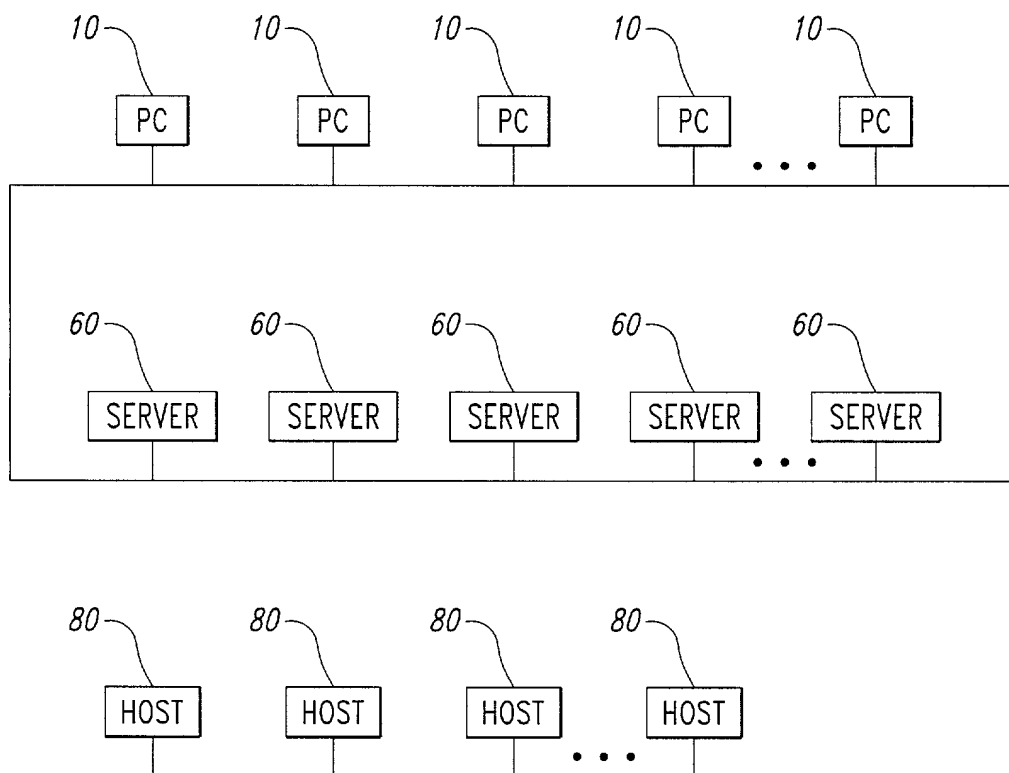 10 10 10 10 10
PC PC PC PC PC
60 60 60 60 60
SERVER SERVER SERVER SERVER SERVER
80 80 80 80
HOST HOST HOST HOST